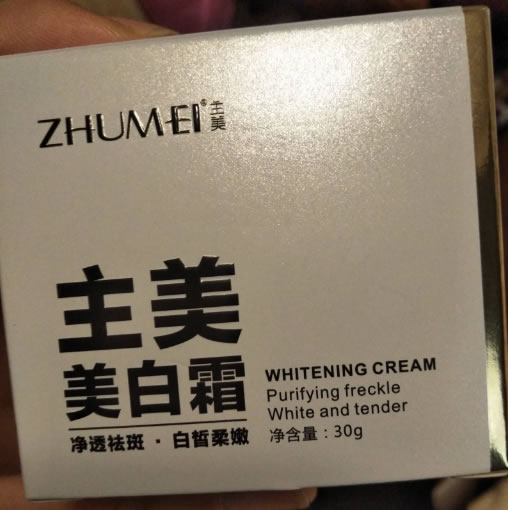 ZHUMEI® 主美
主美
美白霜
净透祛斑·白皙柔嫩
WHITENING CREAM
Purifying freckle
White and tender
净含量：30g